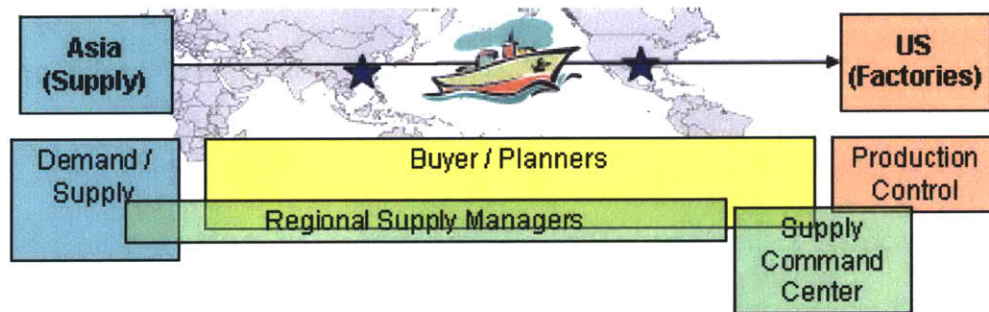 Asia
(Supply)
US
(Factories)
Demand /
Supply
Buyer / Planners
Production
Control
Regional Supply Managers
Supply
Command
Center